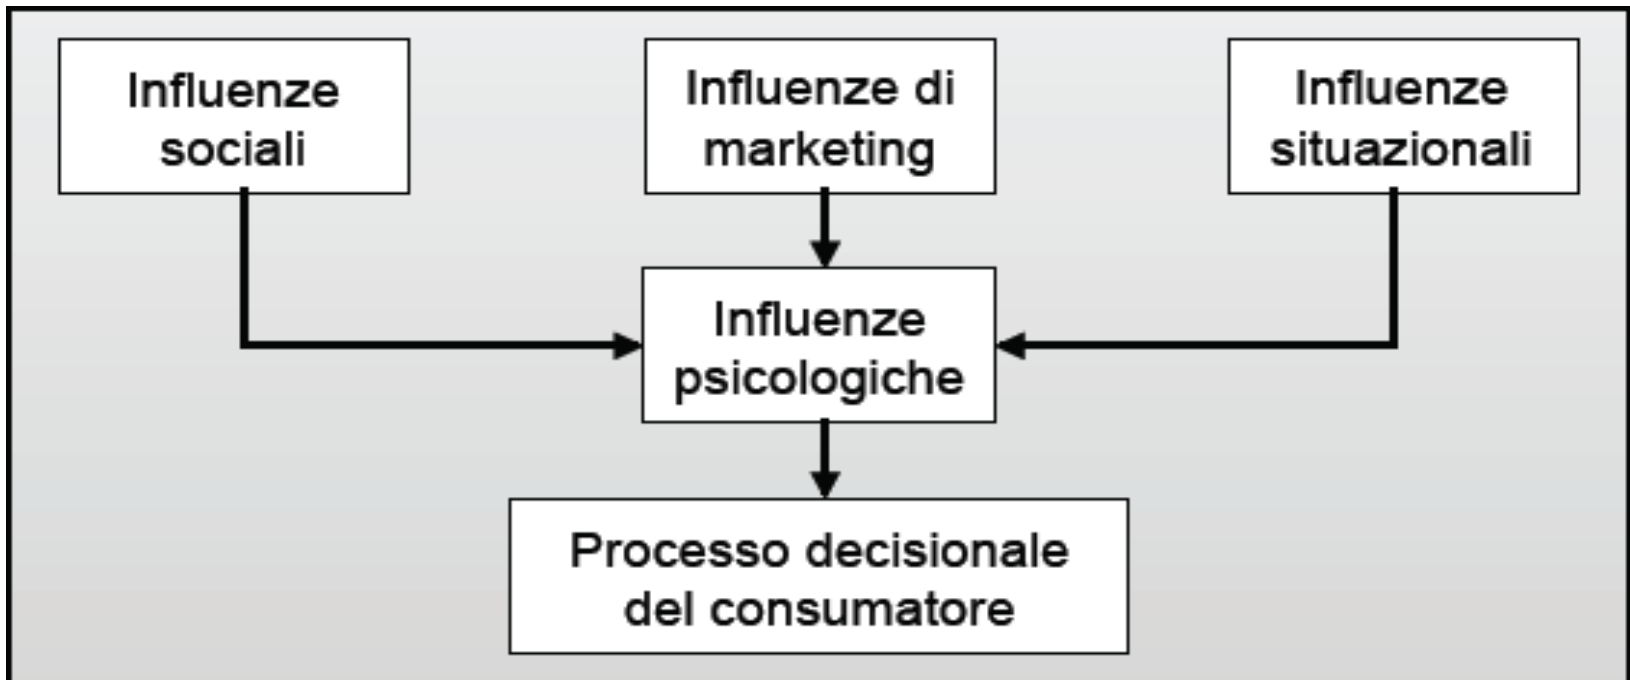 Influenze
sociali
Influenze di
marketing
Influenze
situazionali
Influenze
psicologiche
Processo decisionale
del consumatore